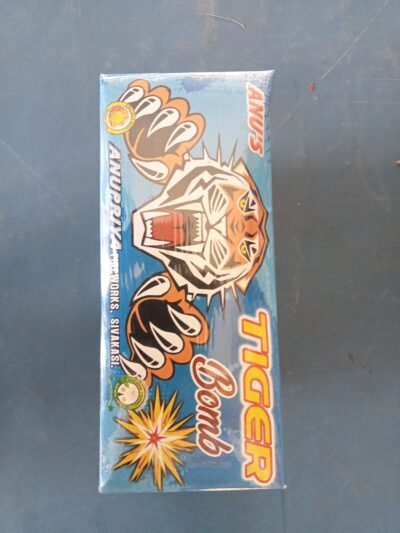 ANU'S
TIGER
Bomb
ANUPRIYA FIREWORKS, SIVAKASI.